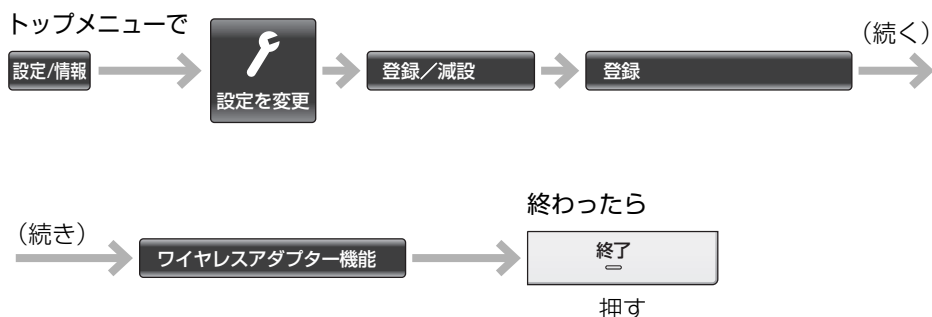 トップメニューで
設定/情報
設定を変更
登録／減設
登録
（続く）
（続き）
ワイヤレスアダプター機能
終わったら
終了
押す